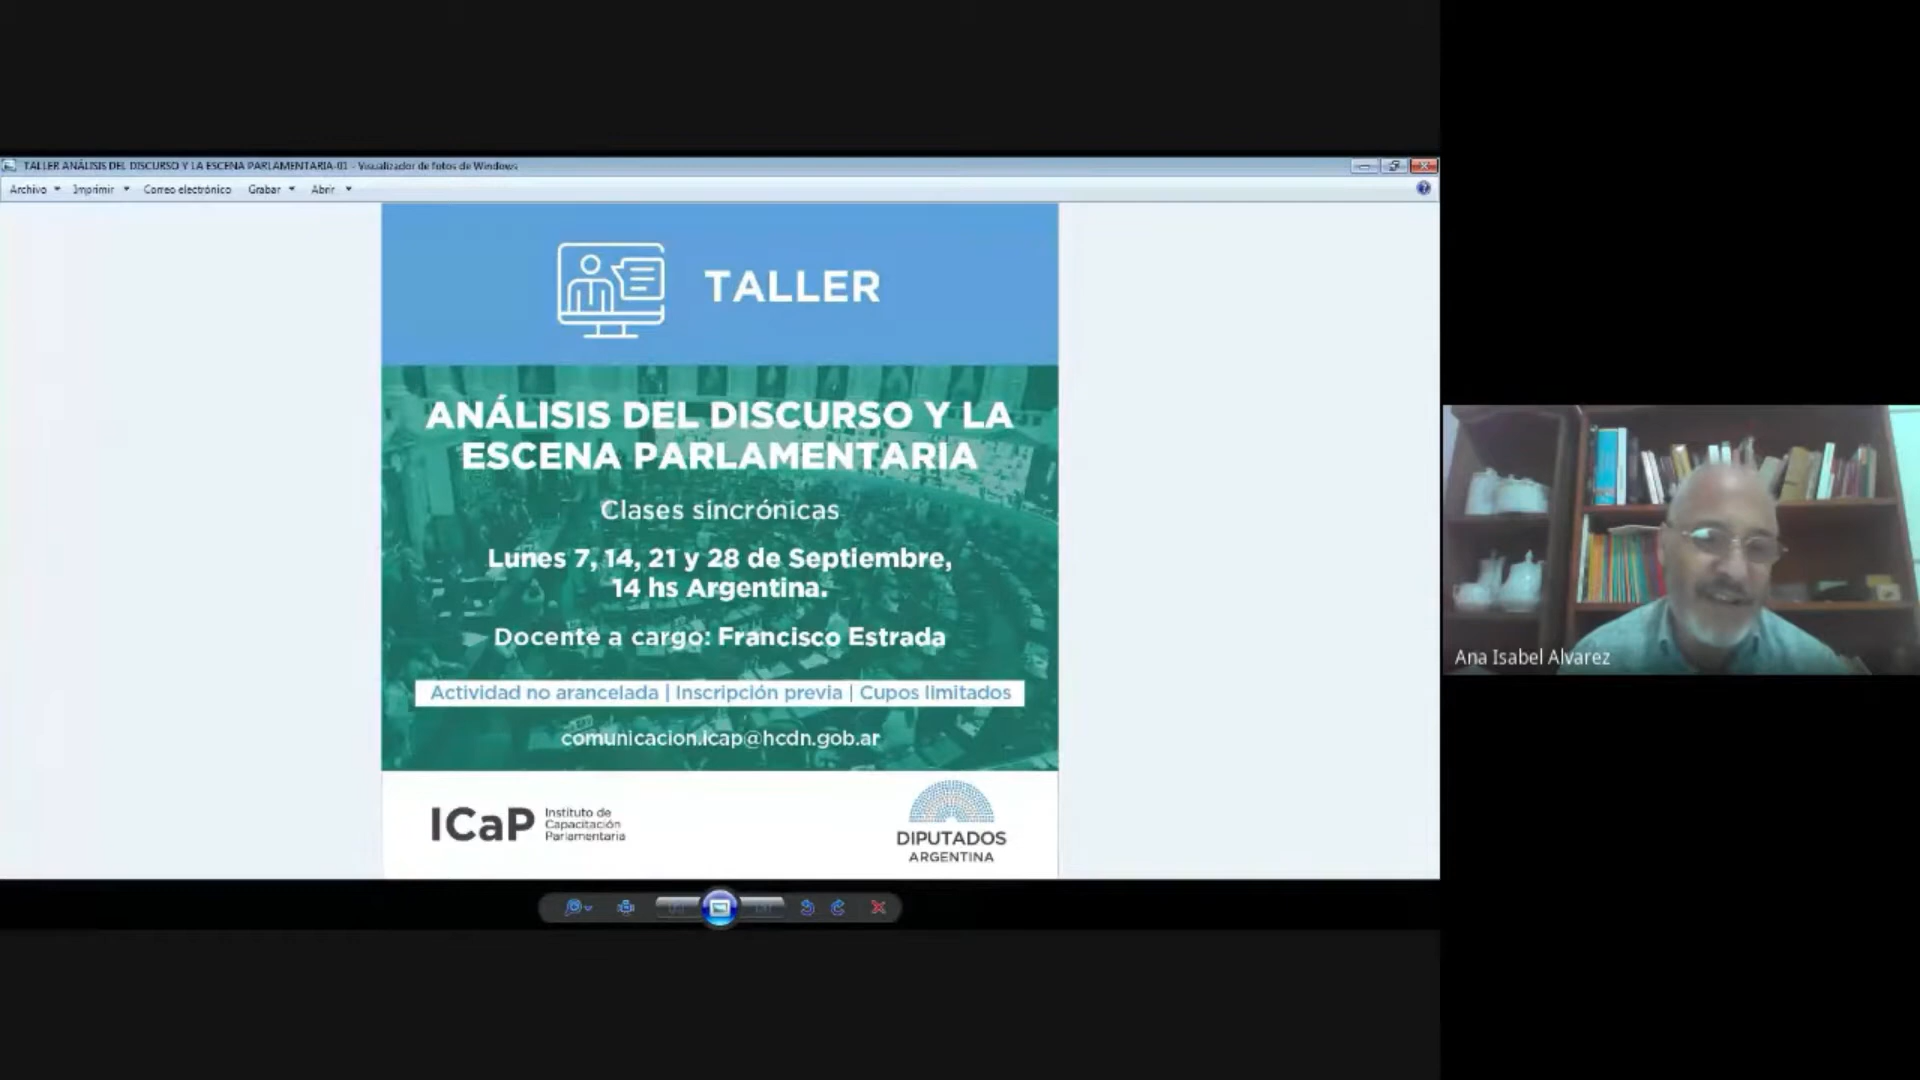 TALLER ANÁLISIS DEL DISCURSO Y LA ESCENA PARLAMENTARIA-01 - Visualizador de fotos de Windows
Archivo Imprimir Correo electrónico Grabar Abrir
TALLER
ANÁLISIS DEL DISCURSO Y LA
ESCENA PARLAMENTARIA
Clases sincrónicas
Lunes 7, 14, 21 y 28 de Septiembre,
14 hs Argentina.
Docente a cargo: Francisco Estrada
Actividad no arancelada | Inscripción previa | Cupos limitados
comunicacion.icap@hcdn.gob.ar
ICaP
Instituto de
Capacitación
Parlamentaria
DIPUTADOS
ARGENTINA
Ana Isabel Alvarez